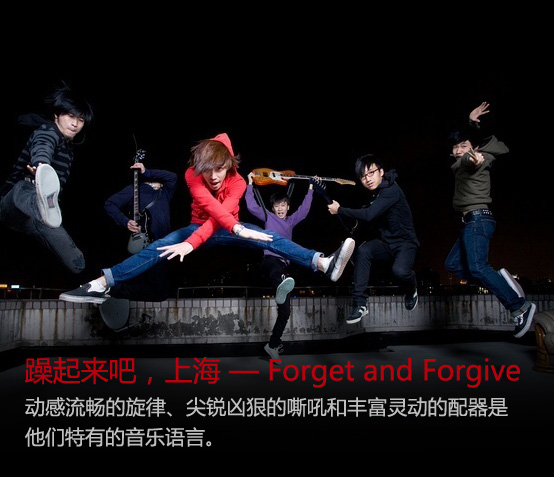 躁起来吧，上海 — Forget and Forgive
动感流畅的旋律、尖锐凶狠的嘶吼和丰富灵动的配器是
他们特有的音乐语言。